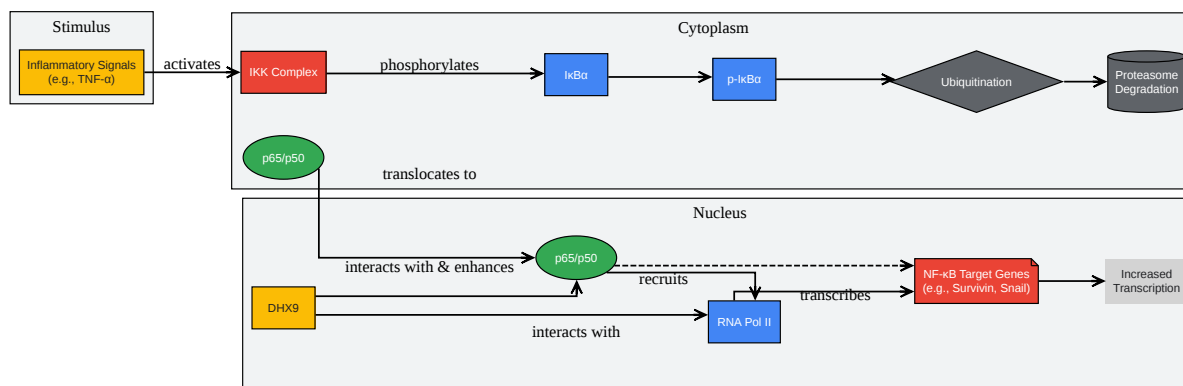 Stimulus
Cytoplasm
Inflammatory Signals
(e.g., TNF-α)
activates
IKK Complex
phosphorylates
IκBα
p-IκBα
Ubiquitination
Proteasome
Degradation
p65/p50
translocates to
Nucleus
p65/p50
interacts with & enhances
recruits
NF-κB Target Genes
(e.g., Survivin, Snail)
Increased
Transcription
DHX9
transcribes
RNA Pol II
interacts with